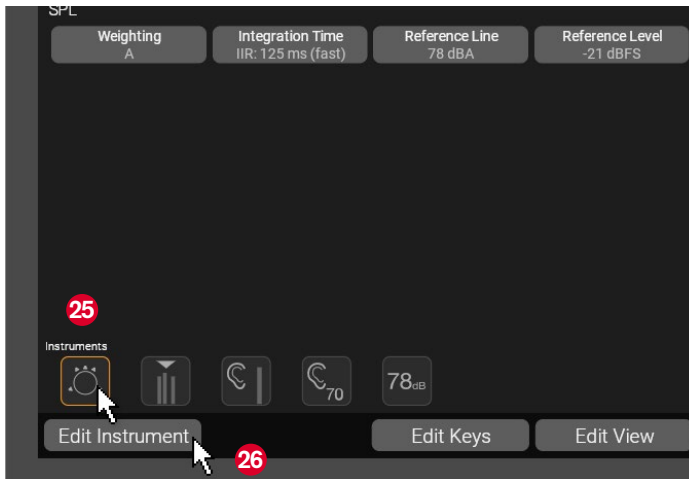 SPL
Weighting Integration Time Reference Line Reference Level
A IIR: 125 ms (fast) 78 dBA -21 dBFS
25
Instruments
70 78dB
Edit Instrument Edit Keys Edit View
26